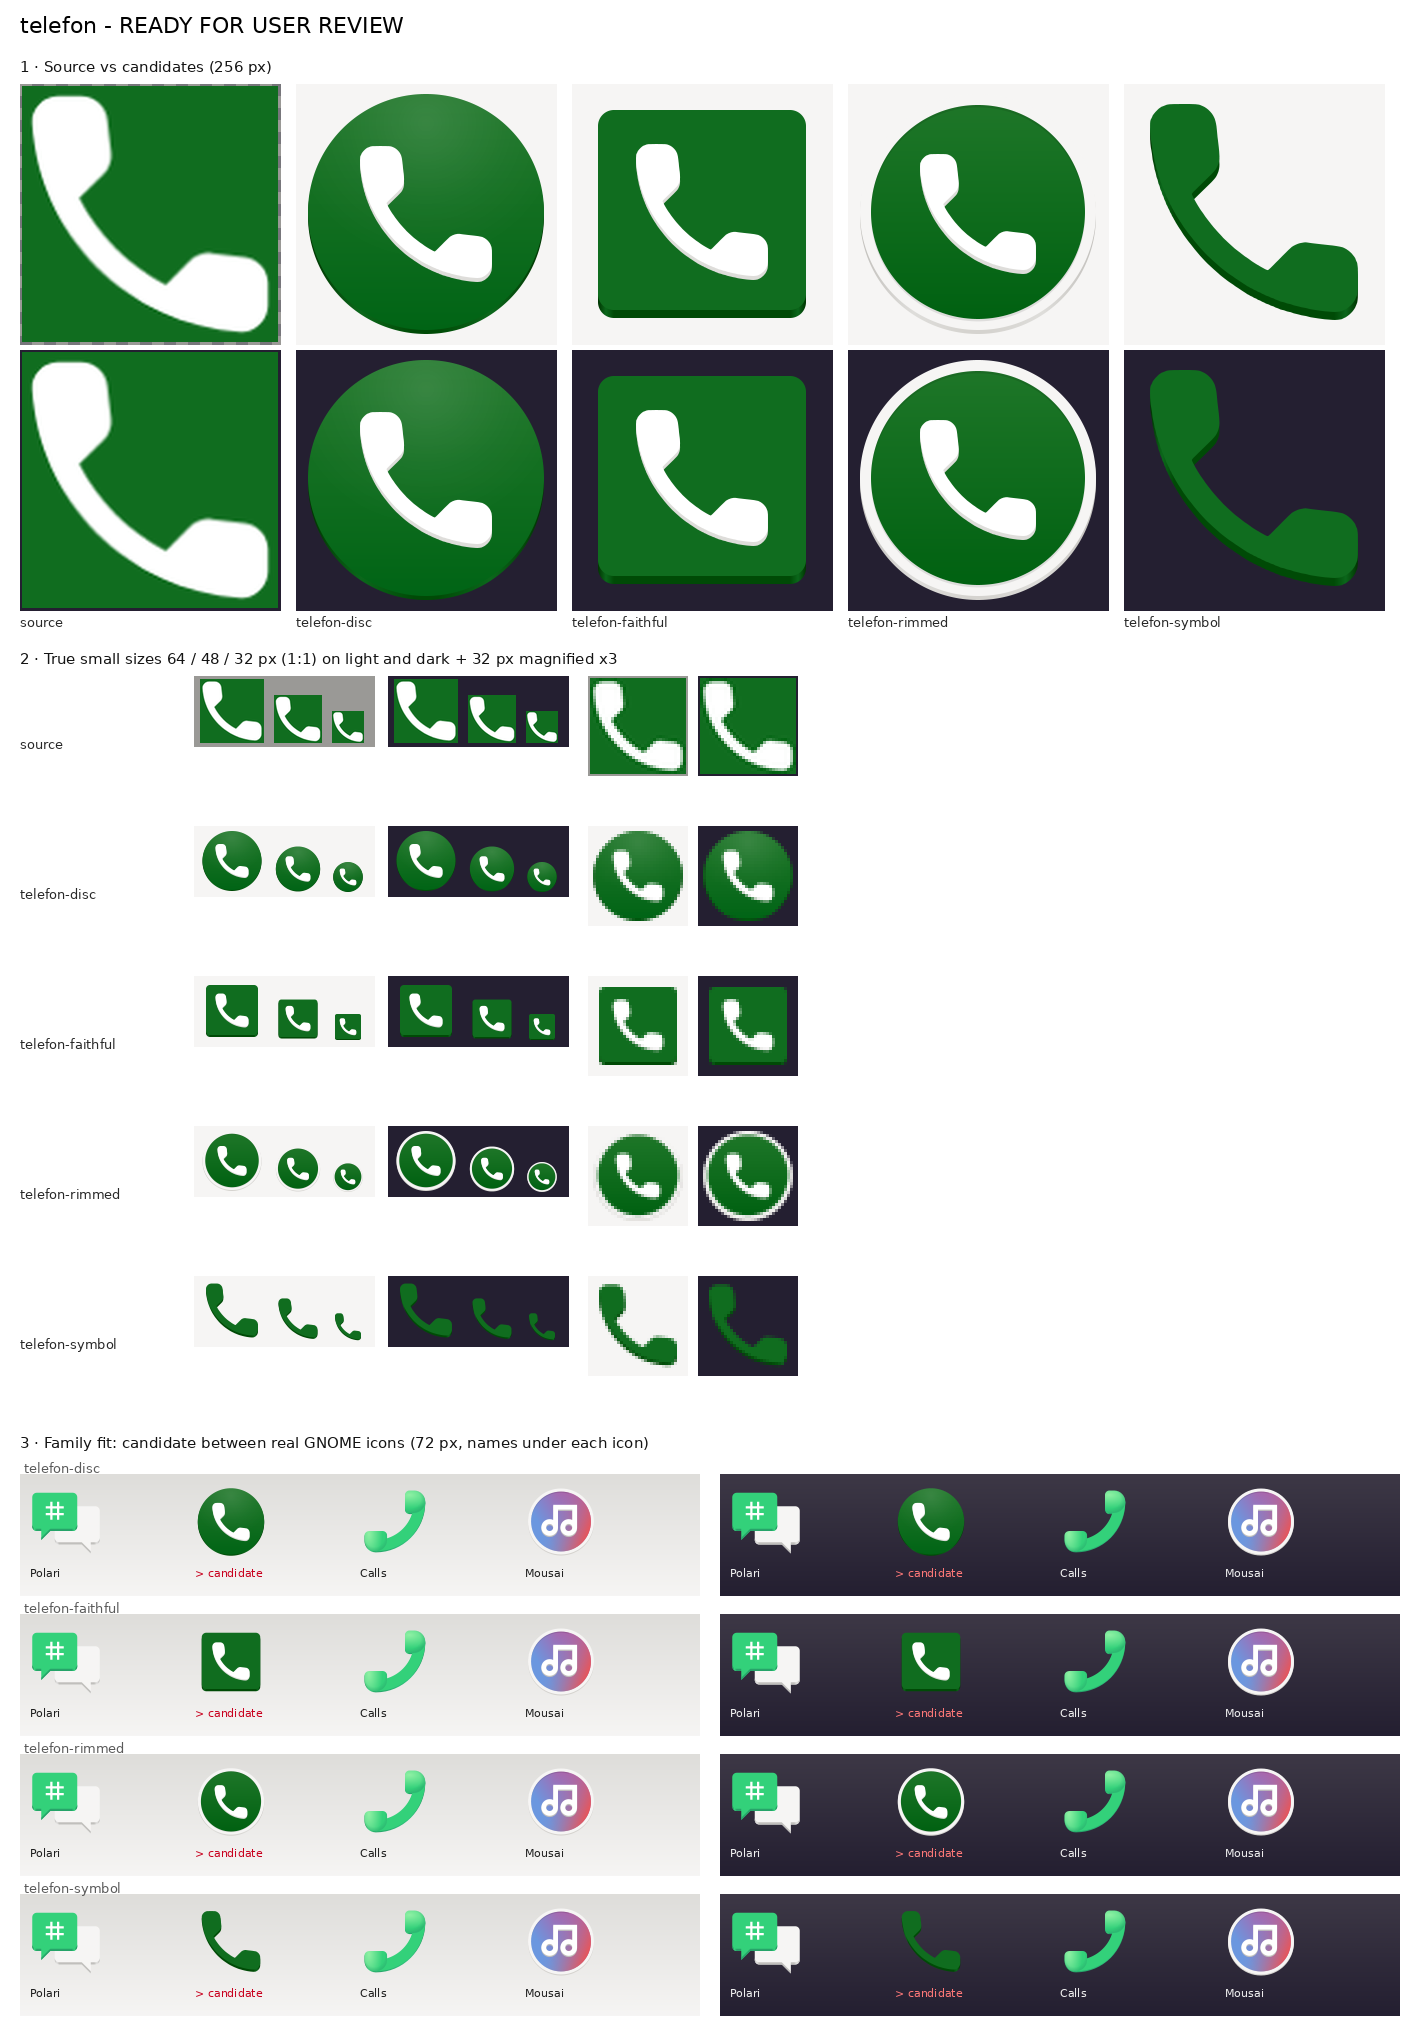 telefon - READY FOR USER REVIEW
1 · Source vs candidates (256 px)
source telefon-disc telefon-faithful telefon-rimmed telefon-symbol
2 · True small sizes 64 / 48 / 32 px (1:1) on light and dark + 32 px magnified x3
source
telefon-disc
telefon-faithful
telefon-rimmed
telefon-symbol
3 · Family fit: candidate between real GNOME icons (72 px, names under each icon)
telefon-disc
Polari > candidate Calls Mousai Polari > candidate Calls Mousai
telefon-faithful
Polari > candidate Calls Mousai Polari > candidate Calls Mousai
telefon-rimmed
Polari > candidate Calls Mousai Polari > candidate Calls Mousai
telefon-symbol
Polari > candidate Calls Mousai Polari > candidate Calls Mousai